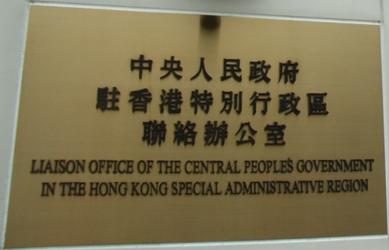 中央人民政府
駐香港特別行政區
聯絡辦公室
LIAISON OFFICE OF THE CENTRAL PEOPLE'S GOVERNMENT
IN THE HONG KONG SPECIAL ADMINISTRATIVE REGION